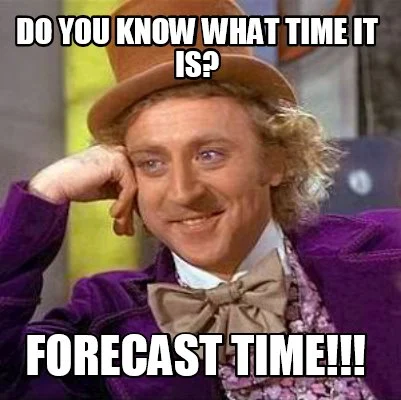 DO YOU KNOW WHAT TIME IT
IS?
FORECAST TIME!!!